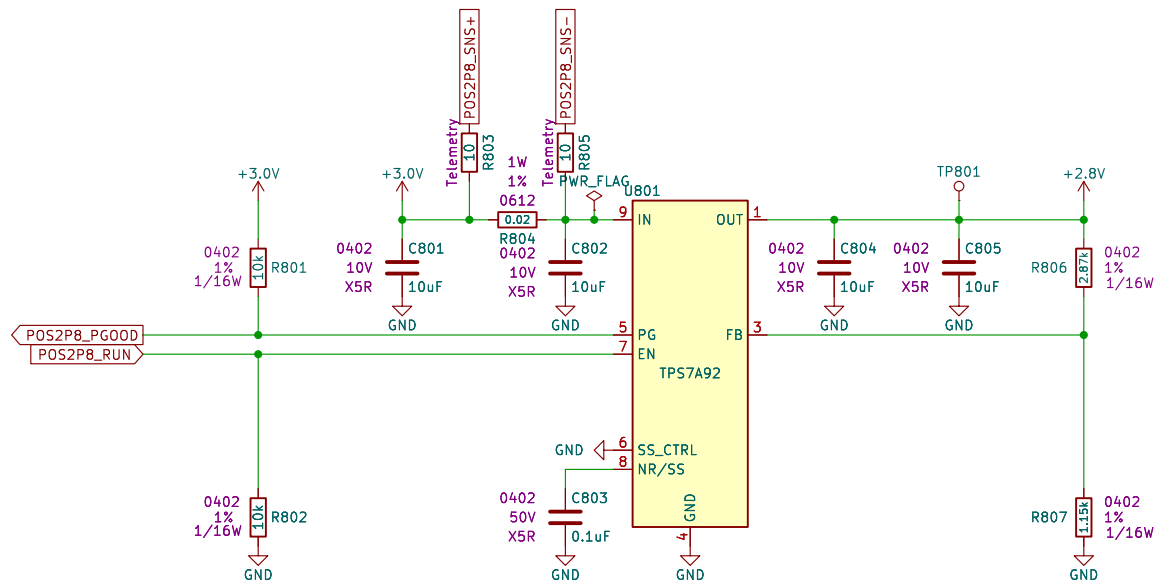 POS2P8_SNS+
POS2P8_SNS-
Telemetry
10
R803
Telemetry
10
R805
1W
1%
0612
0.02
R804
PWR_FLAG
U801
+3.0V
+3.0V
TP801
+2.8V
9
IN
OUT
1
0402
1%
1/16W
10k
R801
0402
10V
X5R
C801
10uF
GND
0402
10V
X5R
C802
10uF
GND
0402
10V
X5R
C804
10uF
GND
0402
10V
X5R
C805
10uF
GND
R806
2.87k
0402
1%
1/16W
POS2P8_PGOOD
POS2P8_RUN
5
PG
7
EN
FB
3
TPS7A92
GND
6
SS_CTRL
8
NR/SS
GND
4
GND
0402
1%
1/16W
10k
R802
GND
0402
50V
X5R
C803
0.1uF
GND
R807
1.15k
0402
1%
1/16W
GND